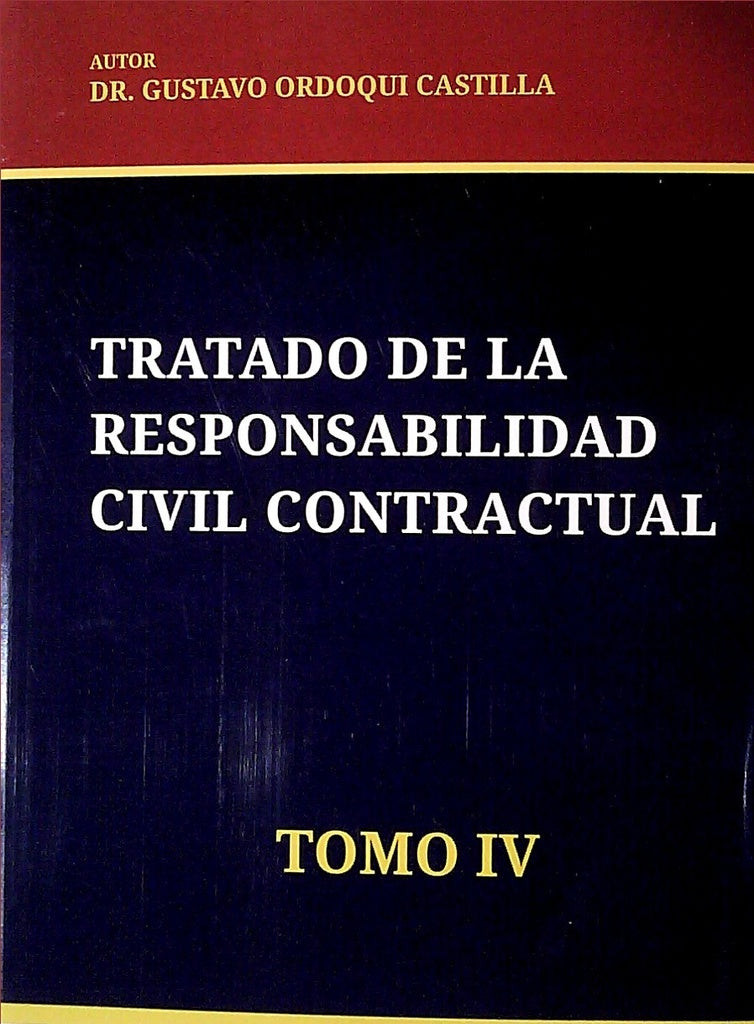 AUTOR
DR. GUSTAVO ORDOQUI CASTILLA
TRATADO DE LA
RESPONSABILIDAD
CIVIL CONTRACTUAL
TOMO IV